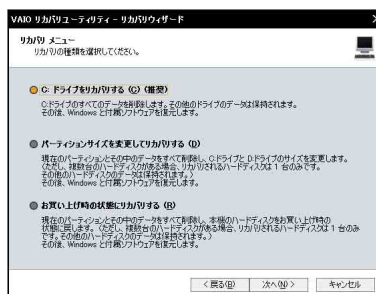 VAIO リカバリユーティリティ - リカバリウィザード
リカバリ メニュー
リカバリの種類を選択してください。
C: ドライブをリカバリする (C) (推奨)
C:ドライブのすべてのデータを削除します。その他のドライブのデータは保持されます。
その後、Windows と付属ソフトウェアを復元します。
パーティションサイズを変更してリカバリする (D)
現在のパーティションとその中のデータをすべて削除し、C:ドライブと D:ドライブのサイズを変更します。
(ただし、複数台のハードディスクがある場合、リカバリされるハードディスクは 1 台のみです。
その他のハードディスクのデータは保持されます。)
その後、Windows と付属ソフトウェアを復元します。
お買い上げ時の状態にリカバリする (R)
現在のパーティションとその中のデータをすべて削除し、本機のハードディスクをお買い上げ時の
状態に戻します。(ただし、複数台のハードディスクがある場合、リカバリされるハードディスクは 1 台のみ
です。その他のハードディスクのデータは保持されます。)
その後、Windows と付属ソフトウェアを復元します。
< 戻る(B) 次へ(N) > キャンセル